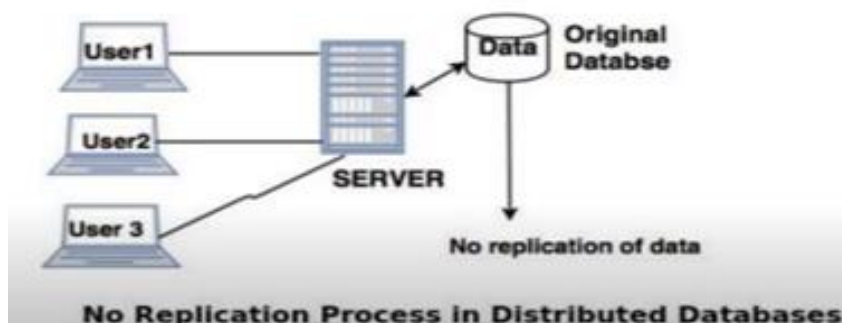 User1
User2
User 3
SERVER
Data
Original
Databse
No replication of data
No Replication Process in Distributed Databases